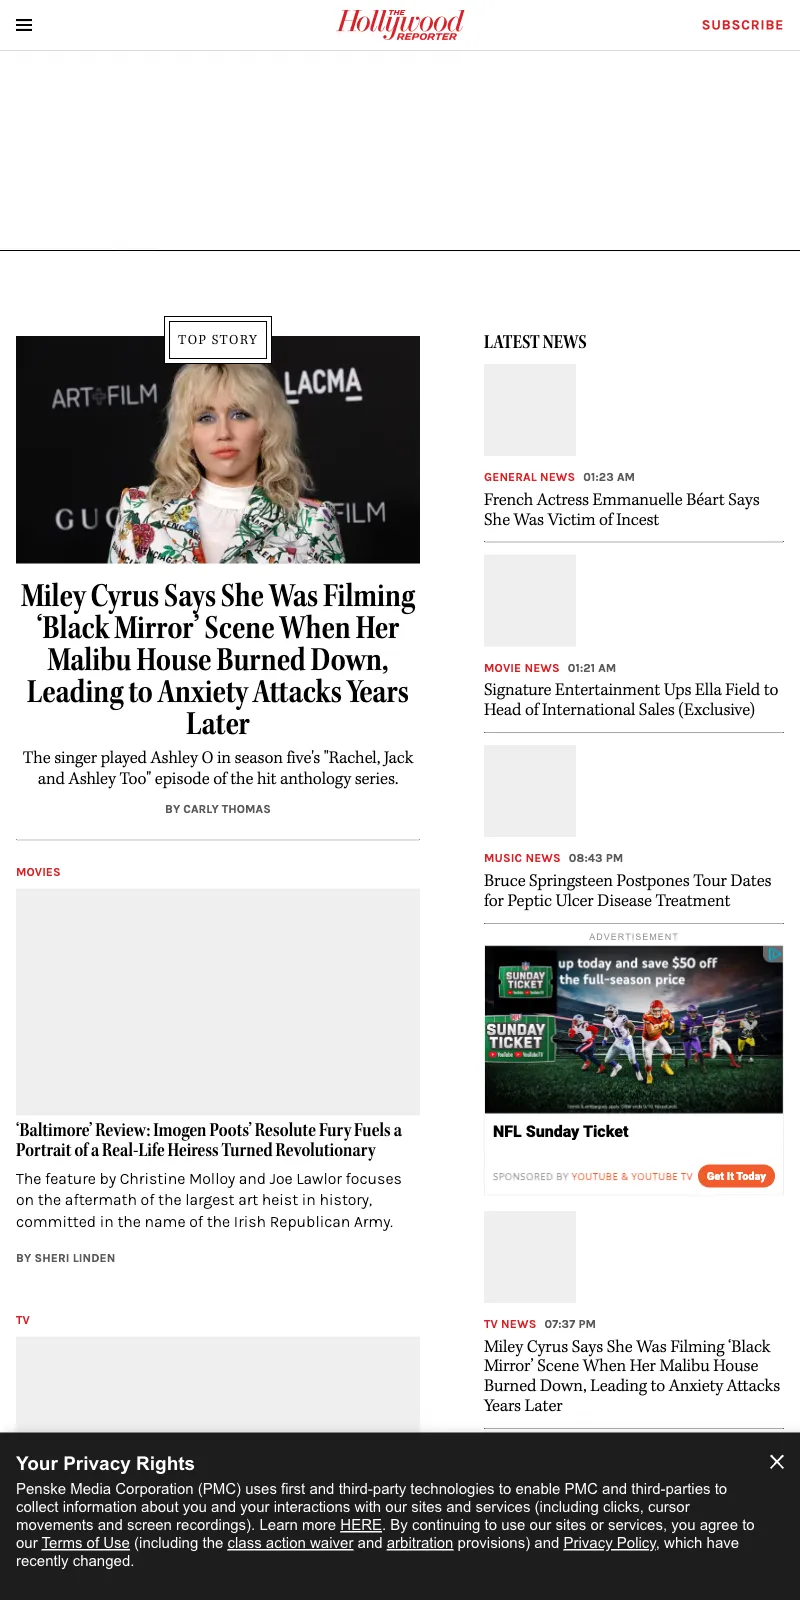 THE
Hollywood
REPORTER
SUBSCRIBE
TOP STORY
ART+FILM
LACMA
GUC
FILM
Miley Cyrus Says She Was Filming
‘Black Mirror’ Scene When Her
Malibu House Burned Down,
Leading to Anxiety Attacks Years
Later
The singer played Ashley O in season five's "Rachel, Jack
and Ashley Too" episode of the hit anthology series.
BY CARLY THOMAS
MOVIES
‘Baltimore’ Review: Imogen Poots’ Resolute Fury Fuels a
Portrait of a Real-Life Heiress Turned Revolutionary
The feature by Christine Molloy and Joe Lawlor focuses
on the aftermath of the largest art heist in history,
committed in the name of the Irish Republican Army.
BY SHERI LINDEN
TV
LATEST NEWS
GENERAL NEWS 01:23 AM
French Actress Emmanuelle Béart Says
She Was Victim of Incest
MOVIE NEWS 01:21 AM
Signature Entertainment Ups Ella Field to
Head of International Sales (Exclusive)
MUSIC NEWS 08:43 PM
Bruce Springsteen Postpones Tour Dates
for Peptic Ulcer Disease Treatment
ADVERTISEMENT
up today and save $50 off
the full-season price
NFL
SUNDAY
TICKET
YouTube YouTubeTV
NFL
SUNDAY
TICKET
YouTube YouTubeTV
NFL Sunday Ticket
SPONSORED BY YOUTUBE & YOUTUBE TV
Get It Today
TV NEWS 07:37 PM
Miley Cyrus Says She Was Filming ‘Black
Mirror’ Scene When Her Malibu House
Burned Down, Leading to Anxiety Attacks
Years Later
Your Privacy Rights
Penske Media Corporation (PMC) uses first and third-party technologies to enable PMC and third-parties to
collect information about you and your interactions with our sites and services (including clicks, cursor
movements and screen recordings). Learn more HERE. By continuing to use our sites or services, you agree to
our Terms of Use (including the class action waiver and arbitration provisions) and Privacy Policy, which have
recently changed.